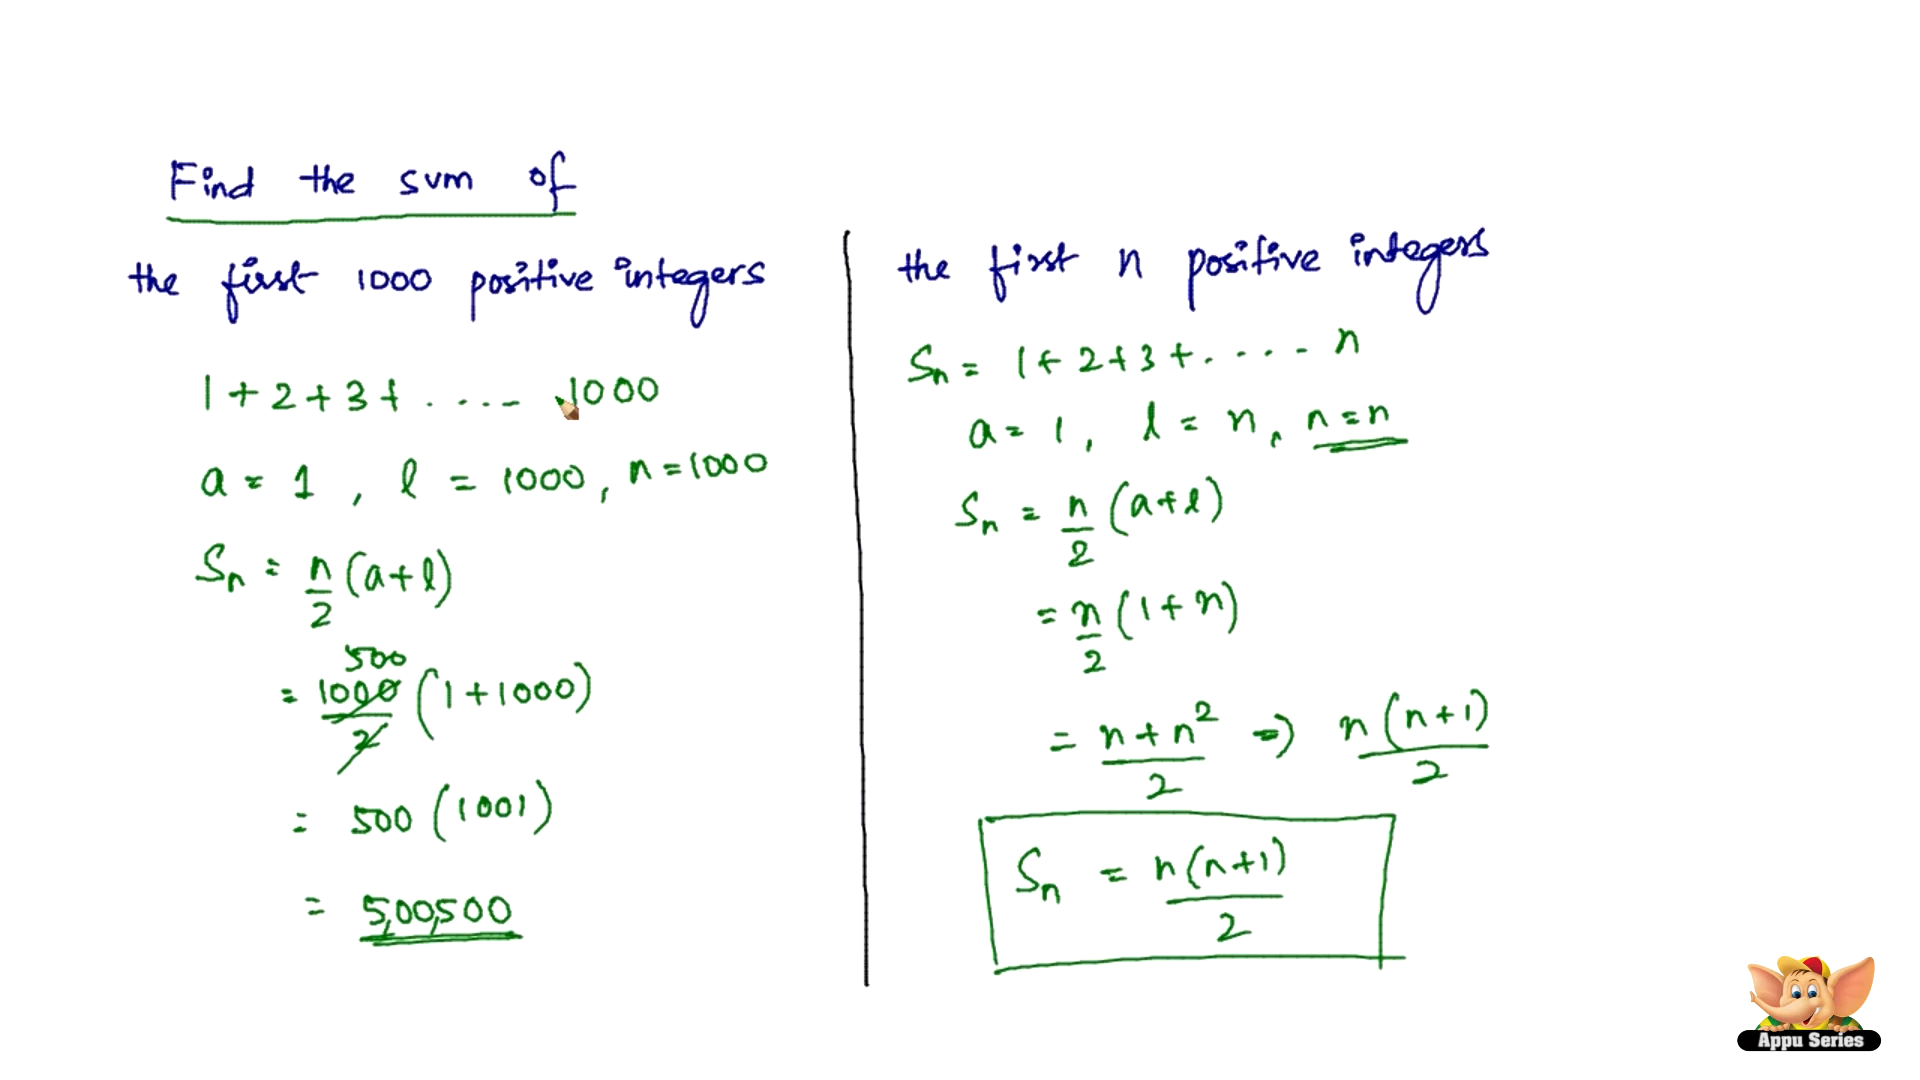 Find the sum of
the first 1000 positive integers
1 + 2 + 3 + ..... 1000
a = 1 , l = 1000 , n = 1000
Sn = n/2 (a + l)
500
= 1000/2 (1 + 1000)
= 500 (1001)
= 5,00,500
the first n positive integers
Sn = 1 + 2 + 3 + ..... n
a = 1 , l = n , n = n
Sn = n/2 (a + l)
= n/2 (1 + n)
= n + n²/2 ⇒ n(n+1)/2
Sn = n(n+1)/2
Appu Series